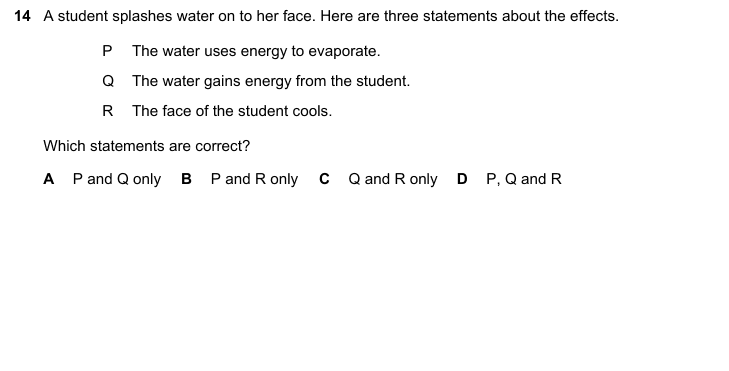 14 A student splashes water on to her face. Here are three statements about the effects.
P The water uses energy to evaporate.
Q The water gains energy from the student.
R The face of the student cools.
Which statements are correct?
A P and Q only B P and R only C Q and R only D P, Q and R